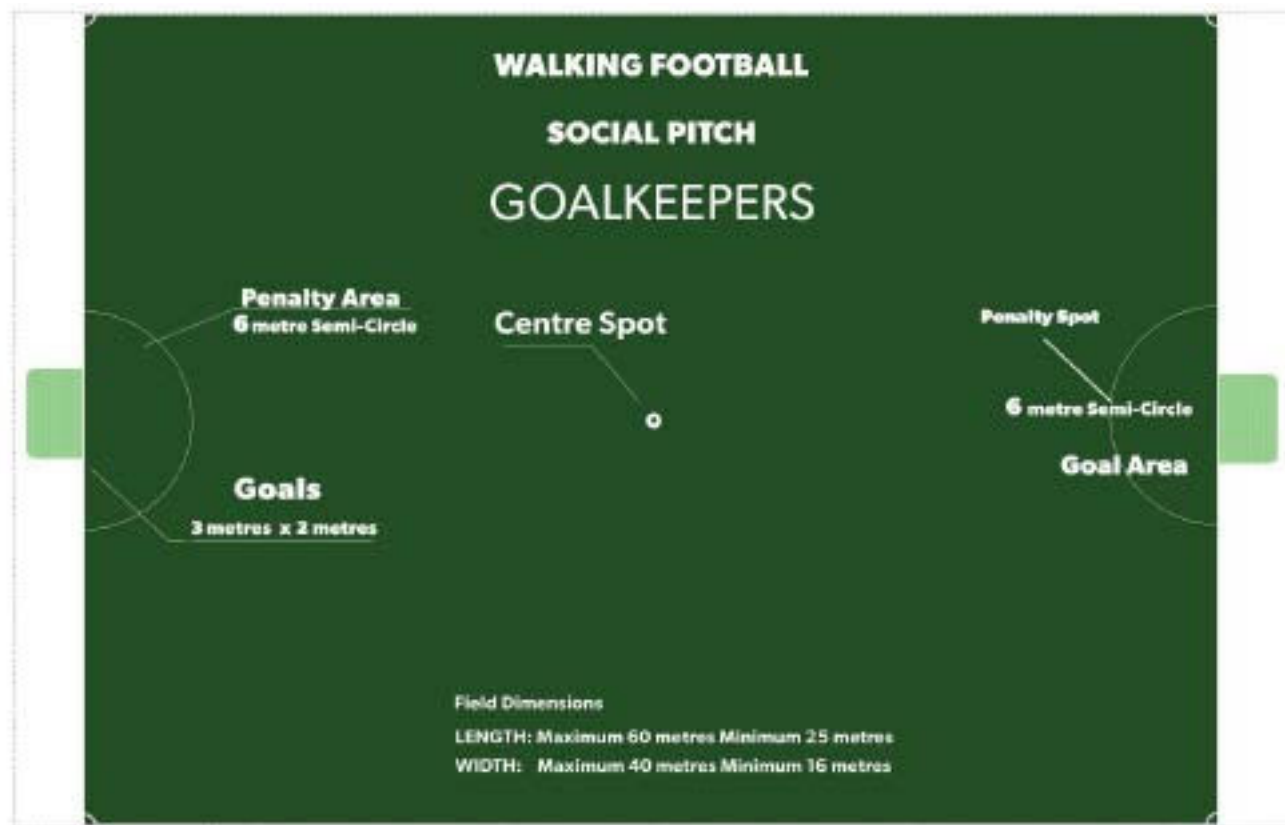 WALKING FOOTBALL
SOCIAL PITCH
GOALKEEPERS
Penalty Area
6 metre Semi-Circle
Centre Spot
Penalty Spot
6 metre Semi-Circle
Goal Area
Goals
3 metres x 2 metres
Field Dimensions
LENGTH: Maximum 60 metres Minimum 25 metres
WIDTH: Maximum 40 metres Minimum 16 metres